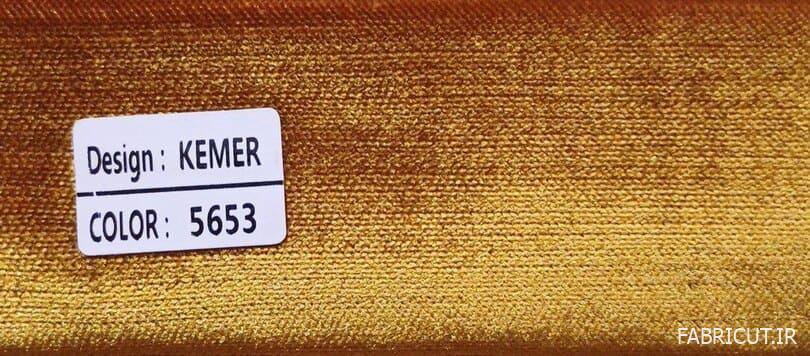 Design : KEMER
COLOR : 5653
FABRICUT.IR